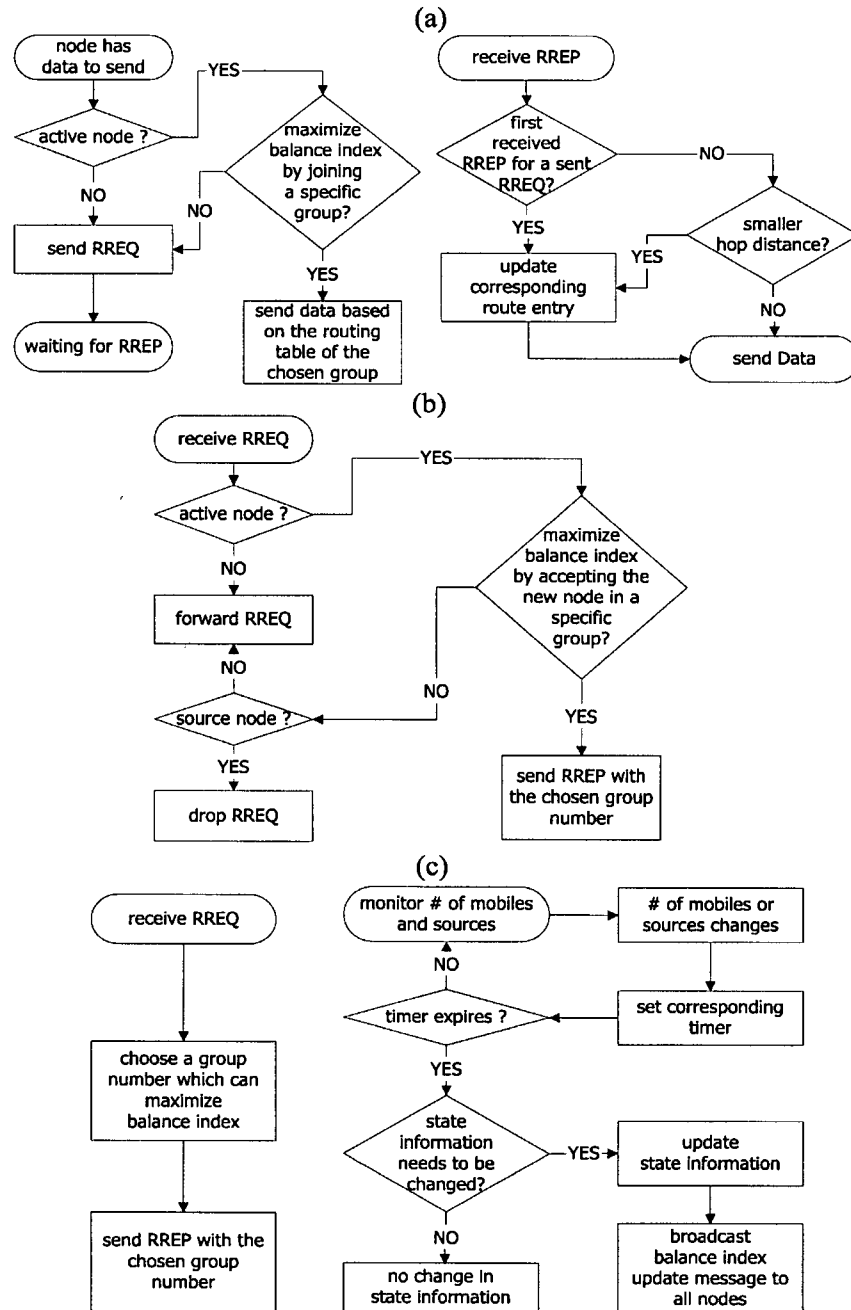 (a)
node has
data to send
YES
active node ?
NO
send RREQ
waiting for RREP
maximize
balance index
by joining
a specific
group?
NO
YES
send data based
on the routing
table of the
chosen group
receive RREP
first
received
RREP for a sent
RREQ?
NO
YES
smaller
hop distance?
YES
NO
update
corresponding
route entry
send Data
(b)
receive RREQ
YES
active node ?
NO
forward RREQ
NO
source node ?
YES
drop RREQ
maximize
balance index
by accepting the
new node in a
specific
group?
NO
YES
send RREP with
the chosen group
number
(c)
receive RREQ
choose a group
number which can
maximize
balance index
send RREP with the
chosen group
number
monitor # of mobiles
and sources
# of mobiles or
sources changes
NO
timer expires ?
set corresponding
timer
YES
state
information
needs to be
changed?
YES
update
state information
NO
no change in
state information
broadcast
balance index
update message to
all nodes